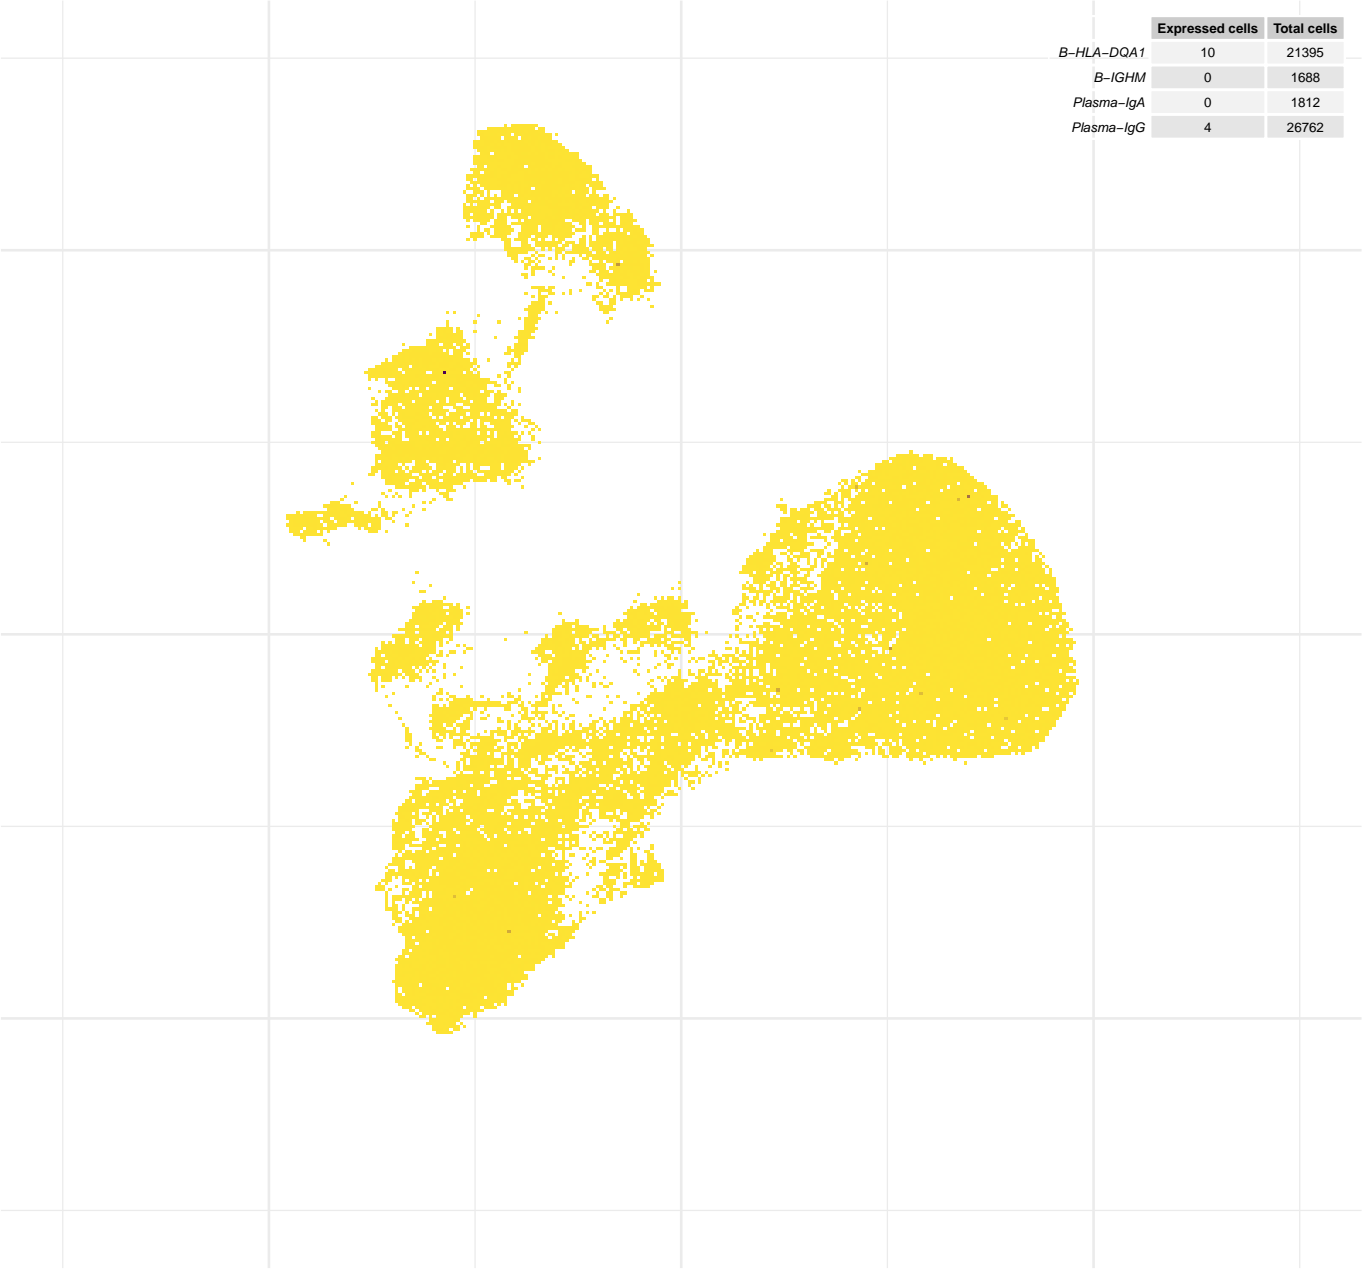 Expressed cells Total cells
B−HLA−DQA1 10 21395
B−IGHM 0 1688
Plasma−IgA 0 1812
Plasma−IgG 4 26762